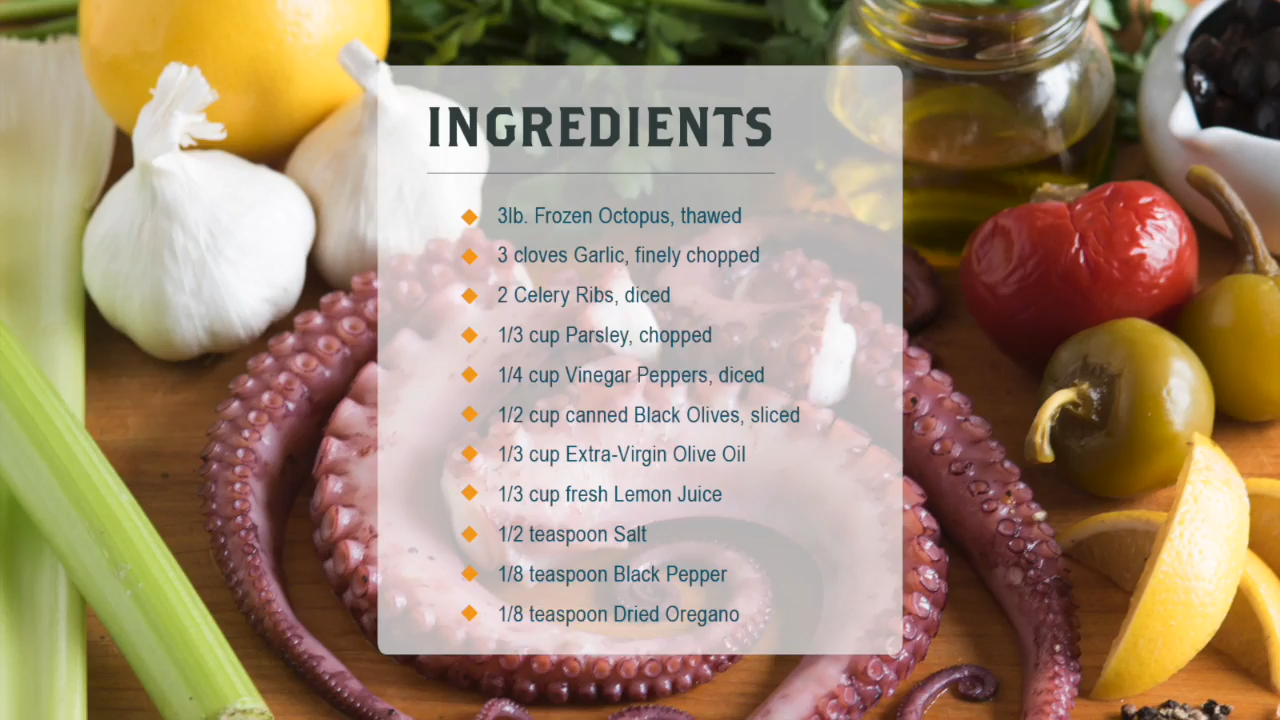 INGREDIENTS
3lb. Frozen Octopus, thawed
3 cloves Garlic, finely chopped
2 Celery Ribs, diced
1/3 cup Parsley, chopped
1/4 cup Vinegar Peppers, diced
1/2 cup canned Black Olives, sliced
1/3 cup Extra-Virgin Olive Oil
1/3 cup fresh Lemon Juice
1/2 teaspoon Salt
1/8 teaspoon Black Pepper
1/8 teaspoon Dried Oregano